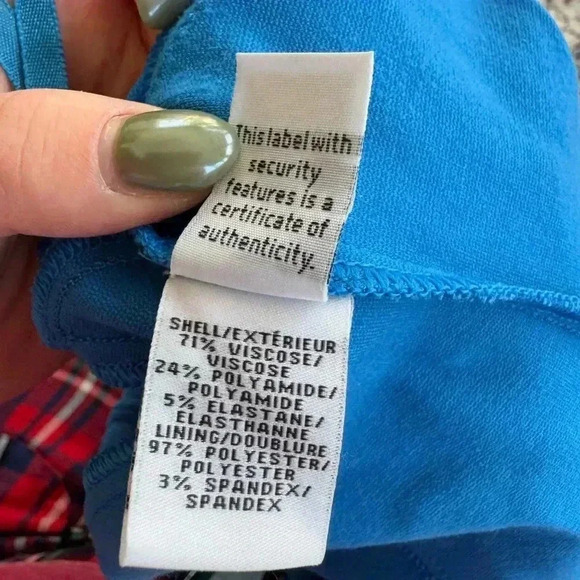 This label with
security
features is a
certificate of
authenticity.
SHELL/EXTÉRIEUR
71% VISCOSE/
VISCOSE
24% POLYAMIDE/
POLYAMIDE
5% ELASTANE/
ELASTHANNE
LINING/DOUBLURE
97% POLYESTER/
POLYESTER
3% SPANDEX/
SPANDEX